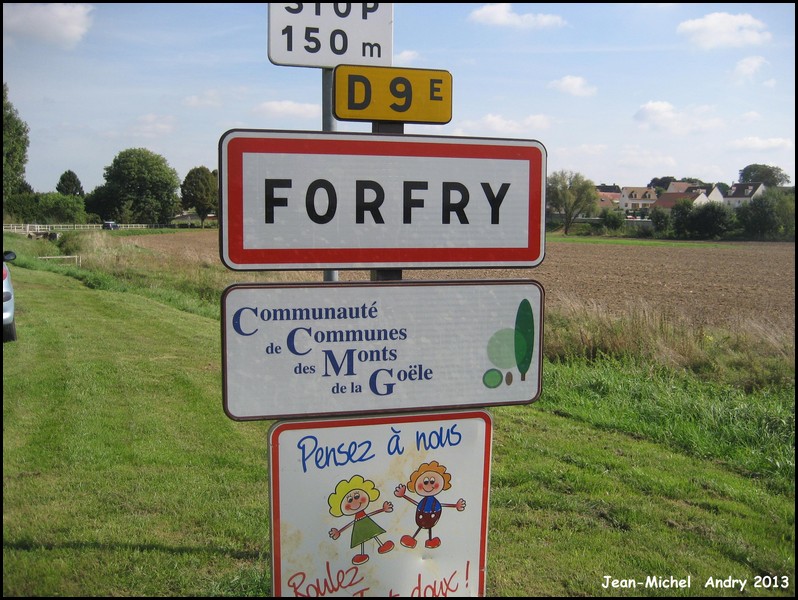 STOP
150 m
D 9 E
FORFRY
Communauté
de Communes
des Monts
de la Goële
Pensez à nous
Roulez
doux !
Jean-Michel Andry 2013